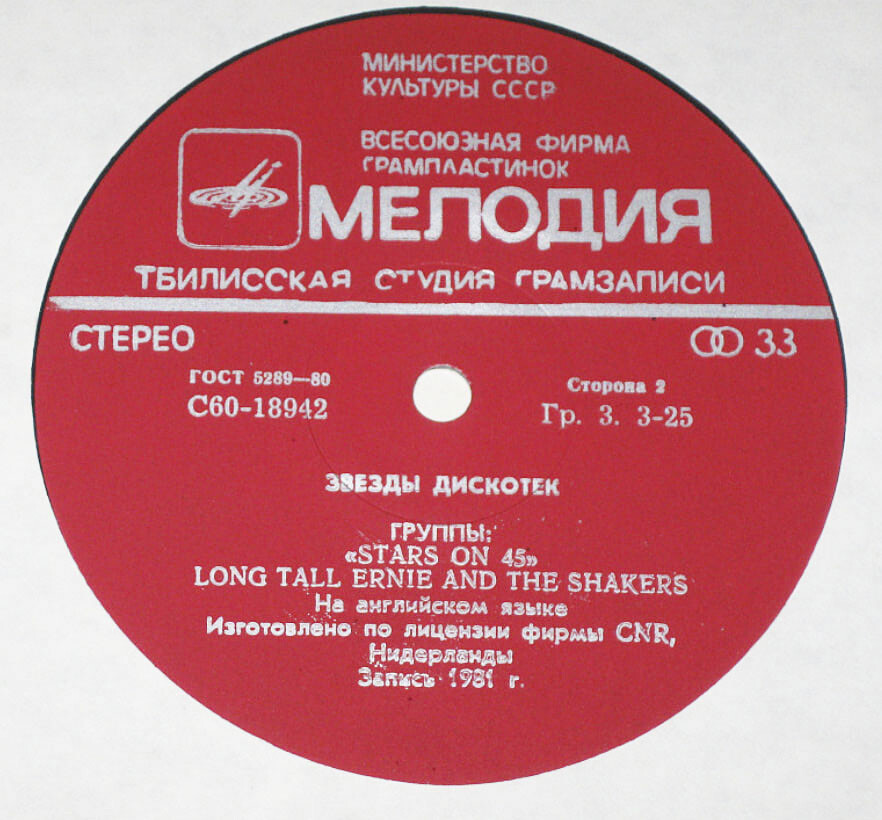 МИНИСТЕРСТВО
КУЛЬТУРЫ СССР
ВСЕСОЮЗНАЯ ФИРМА
ГРАМПЛАСТИНОК
МЕЛОДИЯ
ТБИЛИССКАЯ СТУДИЯ ГРАМЗАПИСИ
СТЕРЕО 33
ГОСТ 5289—80 Сторона 2
С60-18942 Гр. 3. 3-25
ЗВЕЗДЫ ДИСКОТЕК
ГРУППЫ:
«STARS ON 45»
LONG TALL ERNIE AND THE SHAKERS
На английском языке
Изготовлено по лицензии фирмы CNR,
Нидерланды
Запись 1981 г.